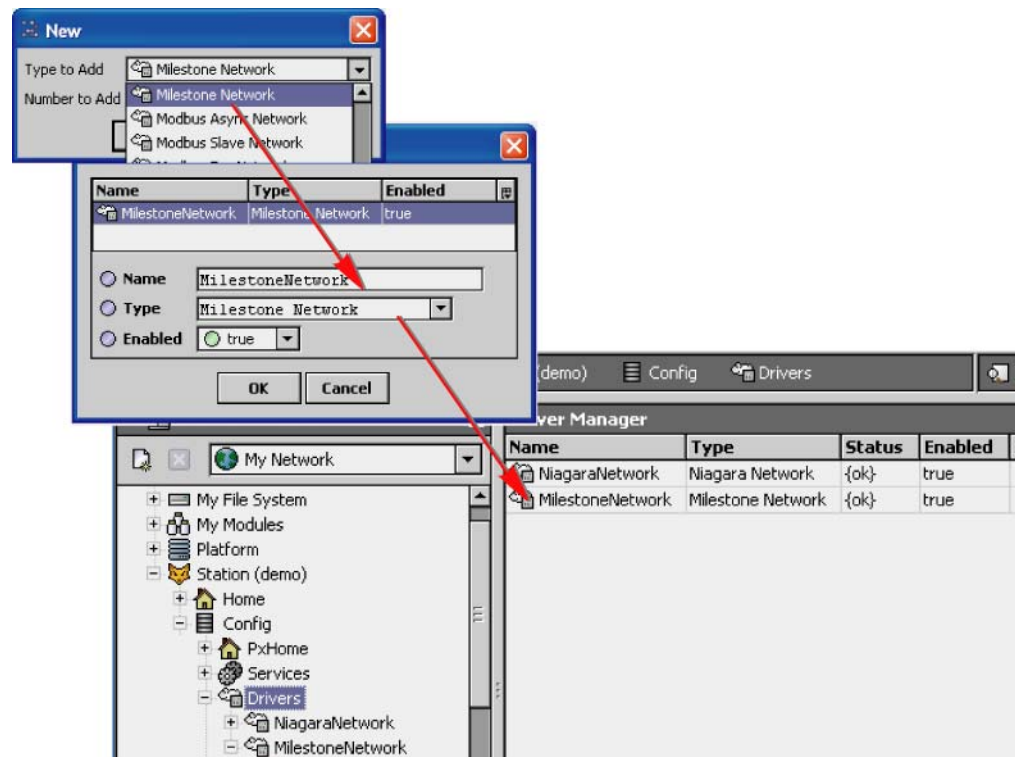 New
Type to Add
Milestone Network
Number to Add
Milestone Network
Modbus Async Network
Modbus Slave Network
Name Type Enabled
MilestoneNetwork Milestone Network true
Name MilestoneNetwork
Type Milestone Network
Enabled true
OK Cancel
(demo) Config Drivers
ver Manager
Name Type Status Enabled
NiagaraNetwork Niagara Network {ok} true
MilestoneNetwork Milestone Network {ok} true
My Network
My File System
My Modules
Platform
Station (demo)
Home
Config
PxHome
Services
Drivers
NiagaraNetwork
MilestoneNetwork